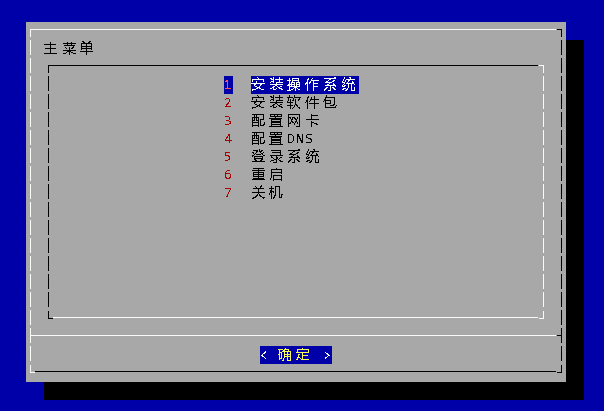 主菜单
1 安装操作系统
2 安装软件包
3 配置网卡
4 配置DNS
5 登录系统
6 重启
7 关机
< 确定 >